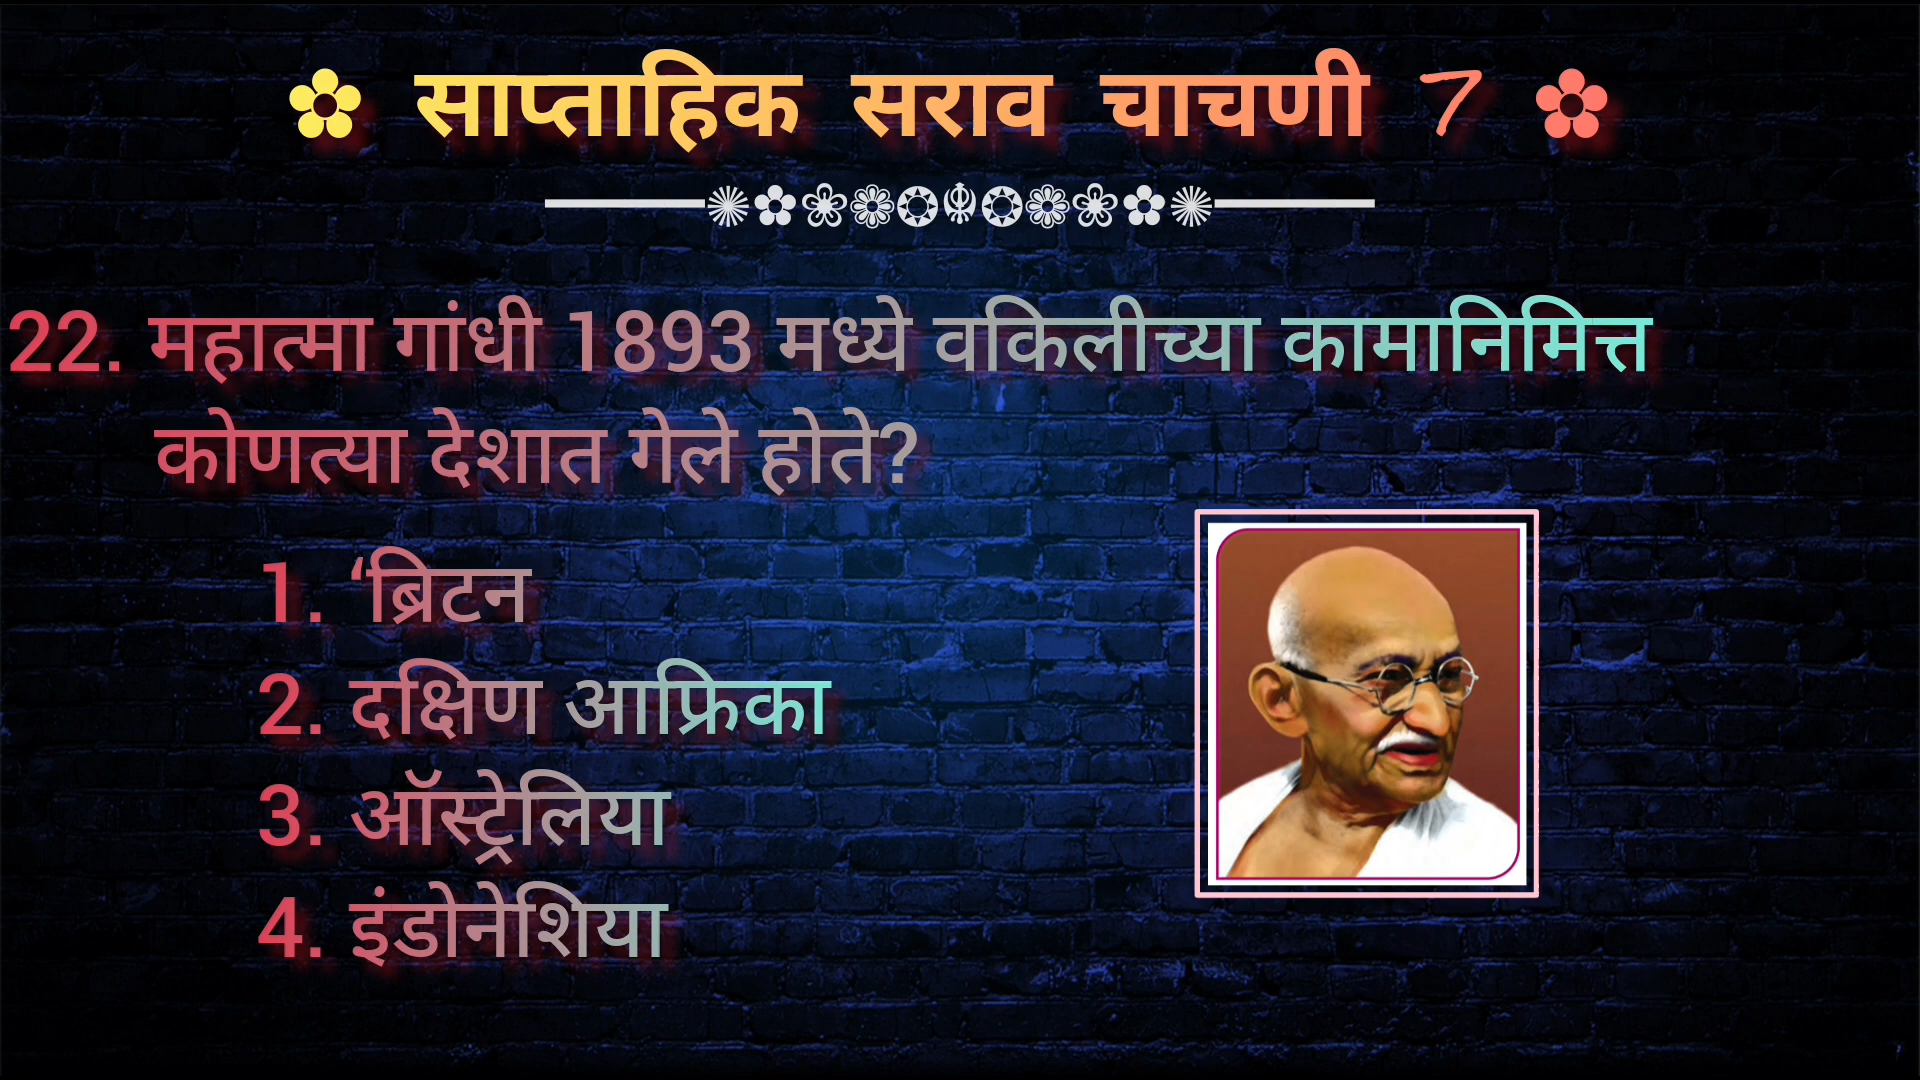 ✿ साप्ताहिक सराव चाचणी 7 ✿
22. महात्मा गांधी 1893 मध्ये वकिलीच्या कामानिमित्त
कोणत्या देशात गेले होते?
1. ‘ब्रिटन
2. दक्षिण आफ्रिका
3. ऑस्ट्रेलिया
4. इंडोनेशिया